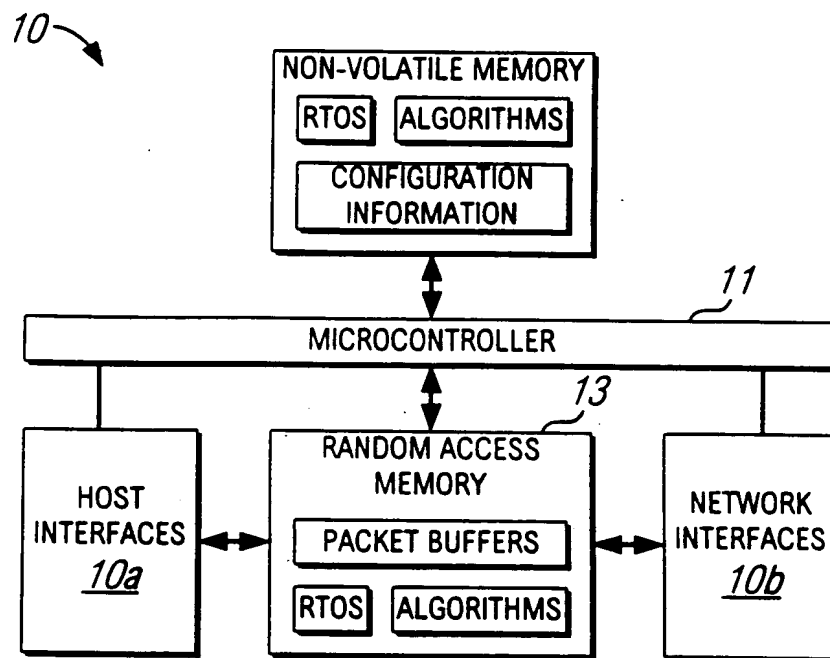 10
NON-VOLATILE MEMORY
RTOS
ALGORITHMS
CONFIGURATION
INFORMATION
11
MICROCONTROLLER
13
HOST
INTERFACES
10a
RANDOM ACCESS
MEMORY
PACKET BUFFERS
RTOS
ALGORITHMS
NETWORK
INTERFACES
10b